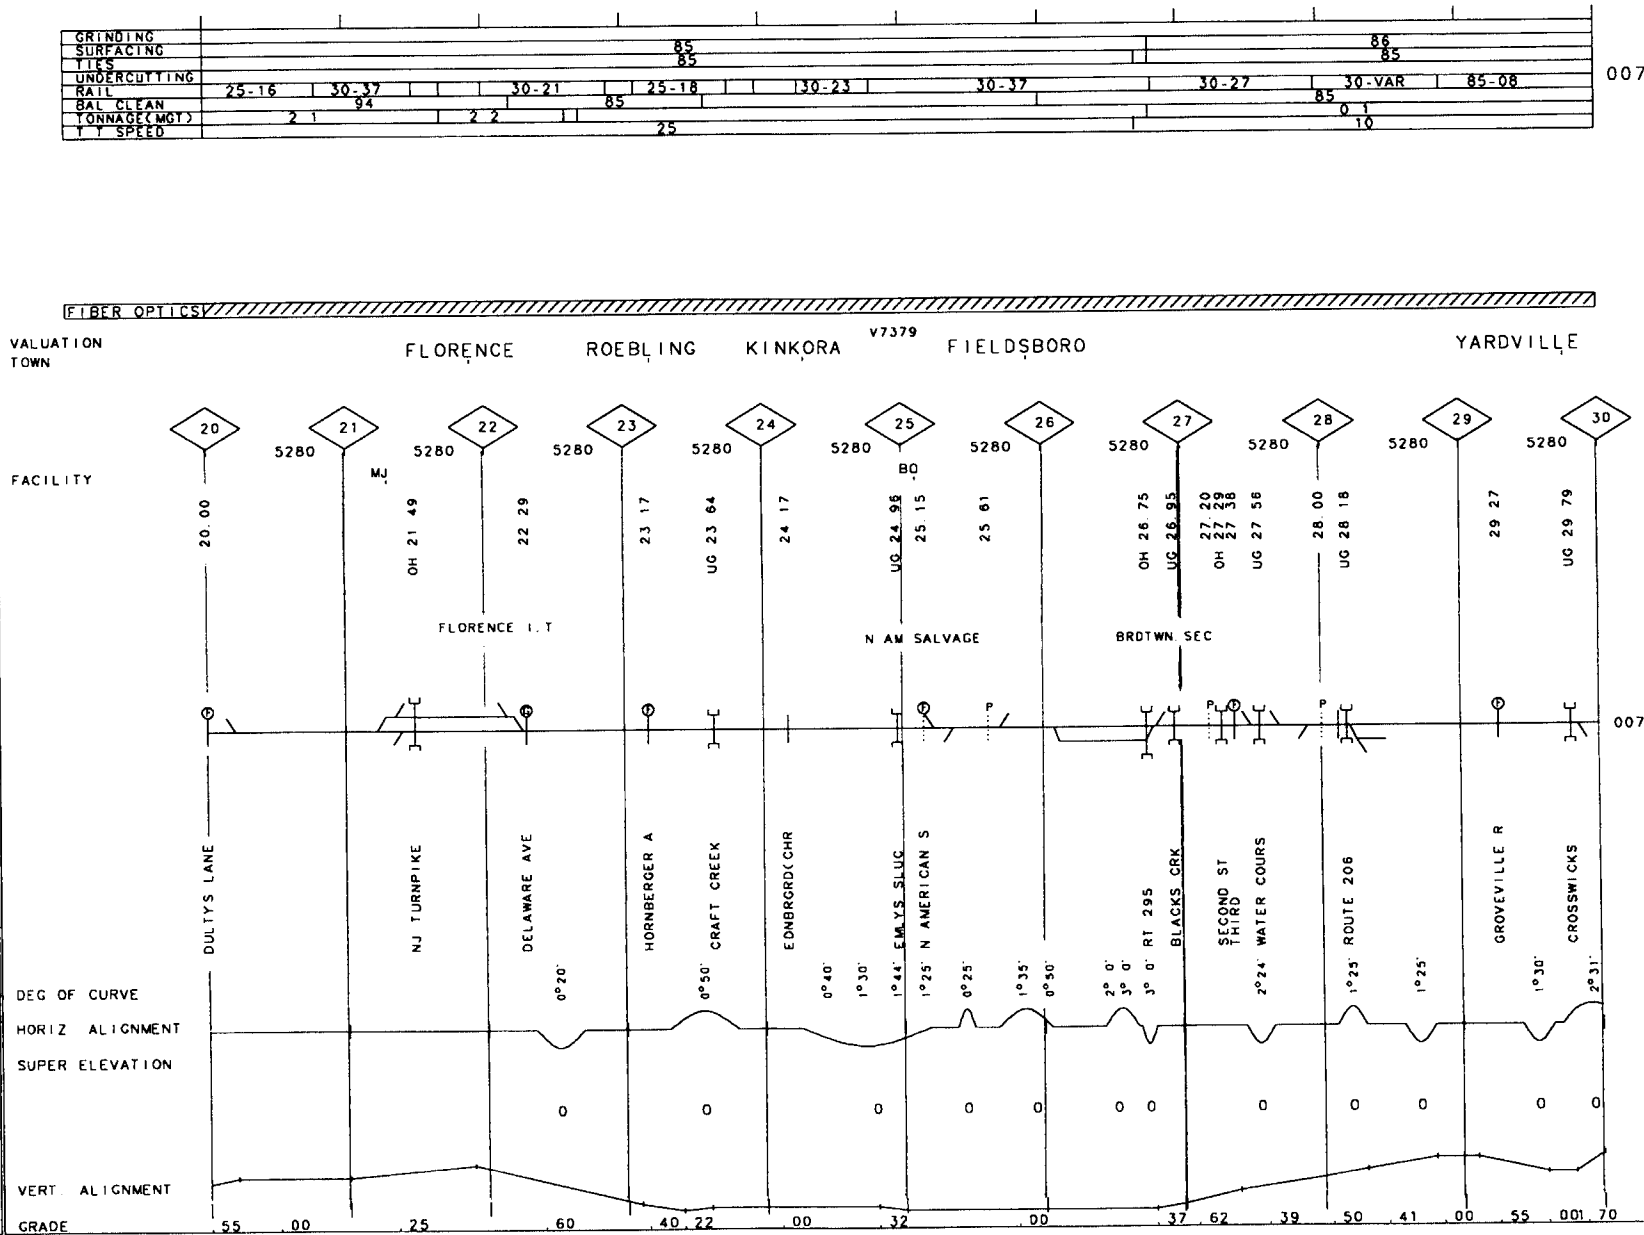 GRINDING
SURFACING 85 86
TIES 85 85
UNDERCUTTING
RAIL 25-16 30-37 30-21 25-18 30-23 30-37 30-27 30-VAR 85-08
BAL CLEAN 94 85 85
TONNAGE(MGT) 2 1 2 2 0 1
T T SPEED 25 10
007
FIBER OPTICS
VALUATION V7379
TOWN FLORENCE ROEBLING KINKORA FIELDSBORO YARDVILLE
20 21 22 23 24 25 26 27 28 29 30
5280 5280 5280 5280 5280 5280 5280 5280 5280 5280
FACILITY MJ BO
20.00 OH 21 49 22 29 23 17 UG 23 64 24 17 UG 24 96 25 15 25 61 OH 26 75 UG 26 95 27.20 OH 27 29 27 38 UG 27 56 28.00 UG 28 18 29 27 UG 29 79
FLORENCE I.T N AM SALVAGE BRDTWN SEC
F G F F P P F P F
007
DULTYS LANE NJ TURNPIKE DELAWARE AVE HORNBERGER A CRAFT CREEK EDNBRGRD(CHR EMLYS SLUC N AMERICAN S RT 295 BLACKS CRK SECOND ST THIRD WATER COURS ROUTE 206 GROVEVILLE R CROSSWICKS
DEG OF CURVE 0°20' 0°50' 0°40' 1°30' 1°44' 1°25' 0°25' 1°35' 0°50' 2° 0' 3° 0' 3° 0' 2°24' 1°25' 1°25' 1°30' 2°31'
HORIZ ALIGNMENT
SUPER ELEVATION
0 0 0 0 0 0 0 0 0 0 0 0
VERT. ALIGNMENT
GRADE .55 .00 .25 .60 .40 .22 .00 .32 .00 .37 .62 .39 .50 .41 .00 .55 .001.70